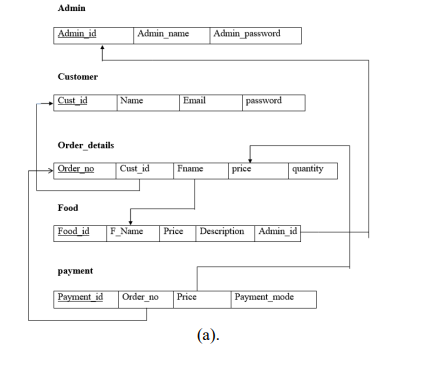 Admin
Admin_id Admin_name Admin_password
Customer
Cust_id Name Email password
Order_details
Order_no Cust_id Fname price quantity
Food
Food_id F_Name Price Description Admin_id
payment
Payment_id Order_no Price Payment_mode
(a).